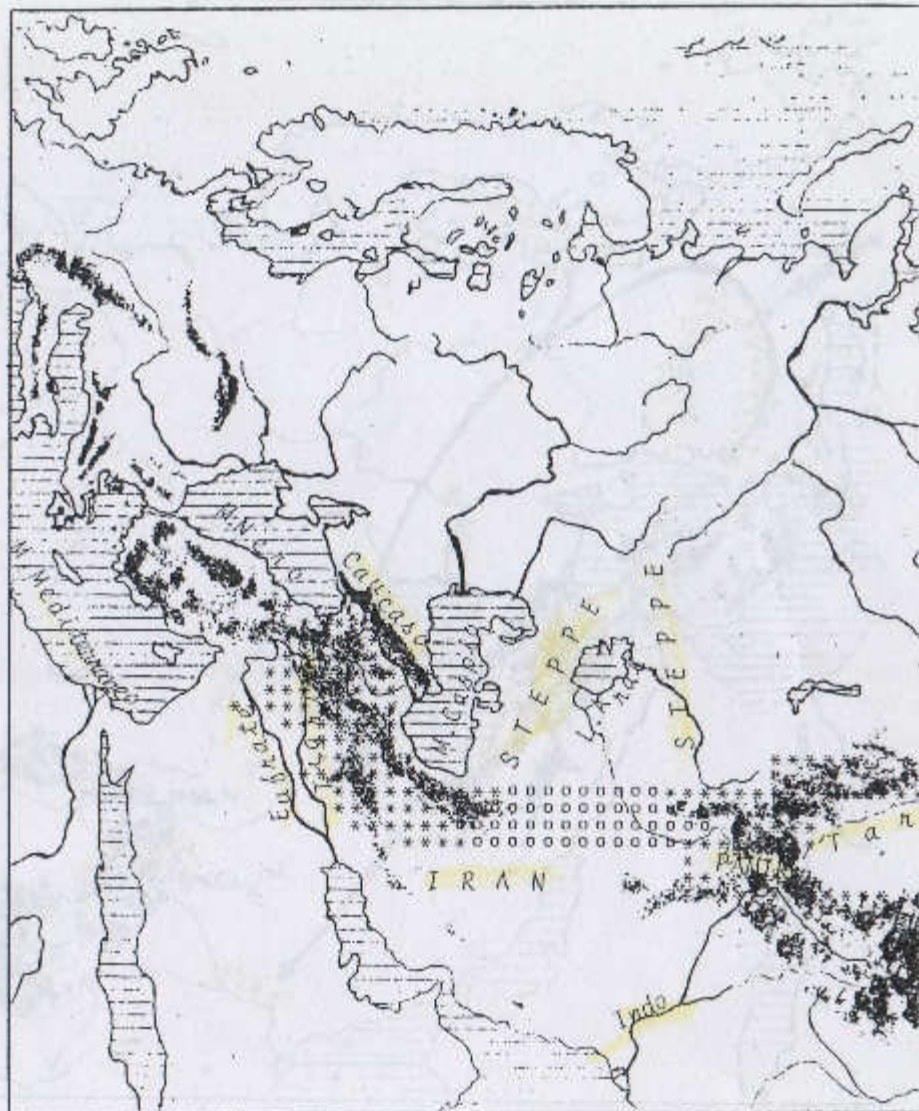 M. Nero
M. Mediterraneo
Caucaso
M. Caspio
STEPPE
STEPPE
L. Aral
Eufrate
Tigri
IRAN
PAMIR
Tar
Indo